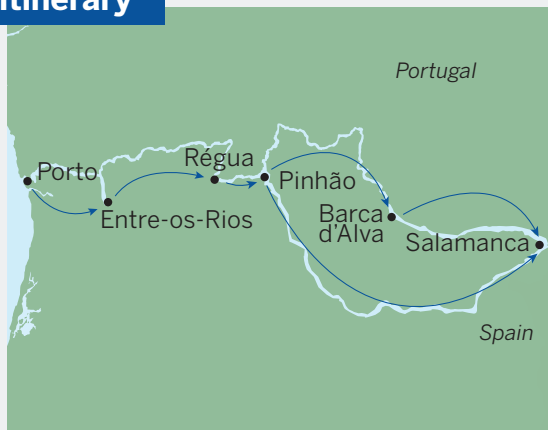 Itinerary
Portugal
Porto
Régua
Pinhão
Entre-os-Rios
Barca
d'Alva
Salamanca
Spain